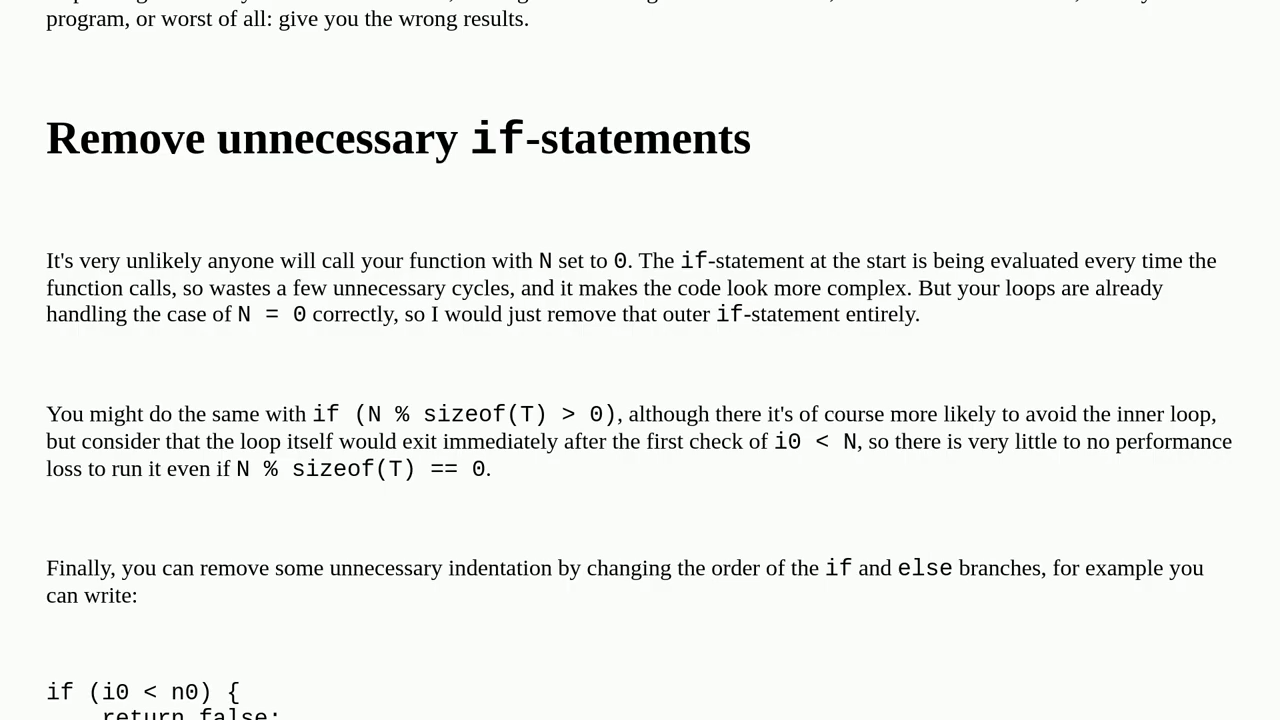 program, or worst of all: give you the wrong results.
Remove unnecessary if-statements
It's very unlikely anyone will call your function with N set to 0. The if-statement at the start is being evaluated every time the
function calls, so wastes a few unnecessary cycles, and it makes the code look more complex. But your loops are already
handling the case of N = 0 correctly, so I would just remove that outer if-statement entirely.
You might do the same with if (N % sizeof(T) > 0), although there it's of course more likely to avoid the inner loop,
but consider that the loop itself would exit immediately after the first check of i0 < N, so there is very little to no performance
loss to run it even if N % sizeof(T) == 0.
Finally, you can remove some unnecessary indentation by changing the order of the if and else branches, for example you
can write:
if (i0 < n0) {
    return false;